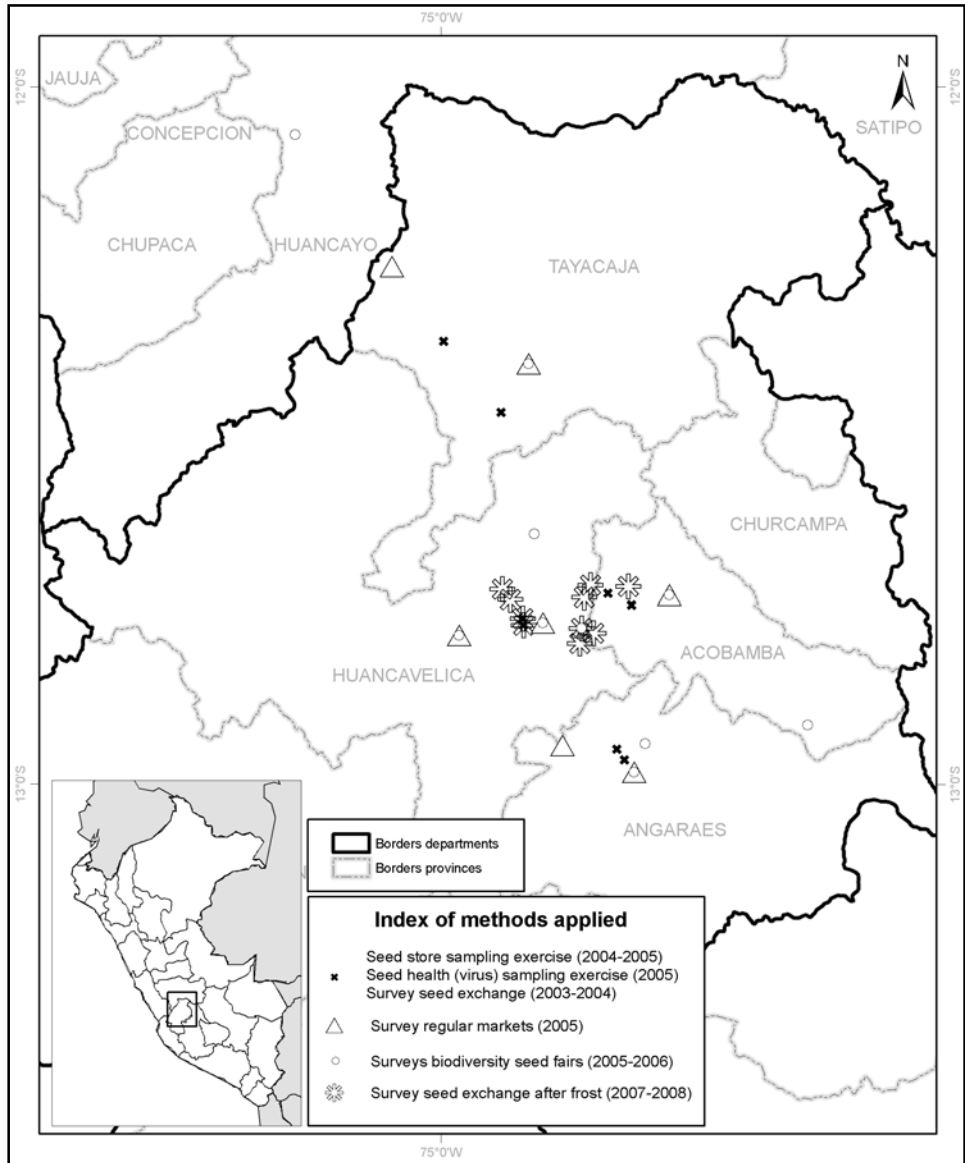 75°0'W
12°0'S
12°0'S
JAUJA
N
CONCEPCION
SATIPO
CHUPACA
HUANCAYO
TAYACAJA
CHURCAMPA
ACOBAMBA
HUANCAVELICA
13°0'S
13°0'S
ANGARAES
Borders departments
Borders provinces
Index of methods applied
Seed store sampling exercise (2004-2005)
Seed health (virus) sampling exercise (2005)
Survey seed exchange (2003-2004)
Survey regular markets (2005)
Surveys biodiversity seed fairs (2005-2006)
Survey seed exchange after frost (2007-2008)
75°0'W